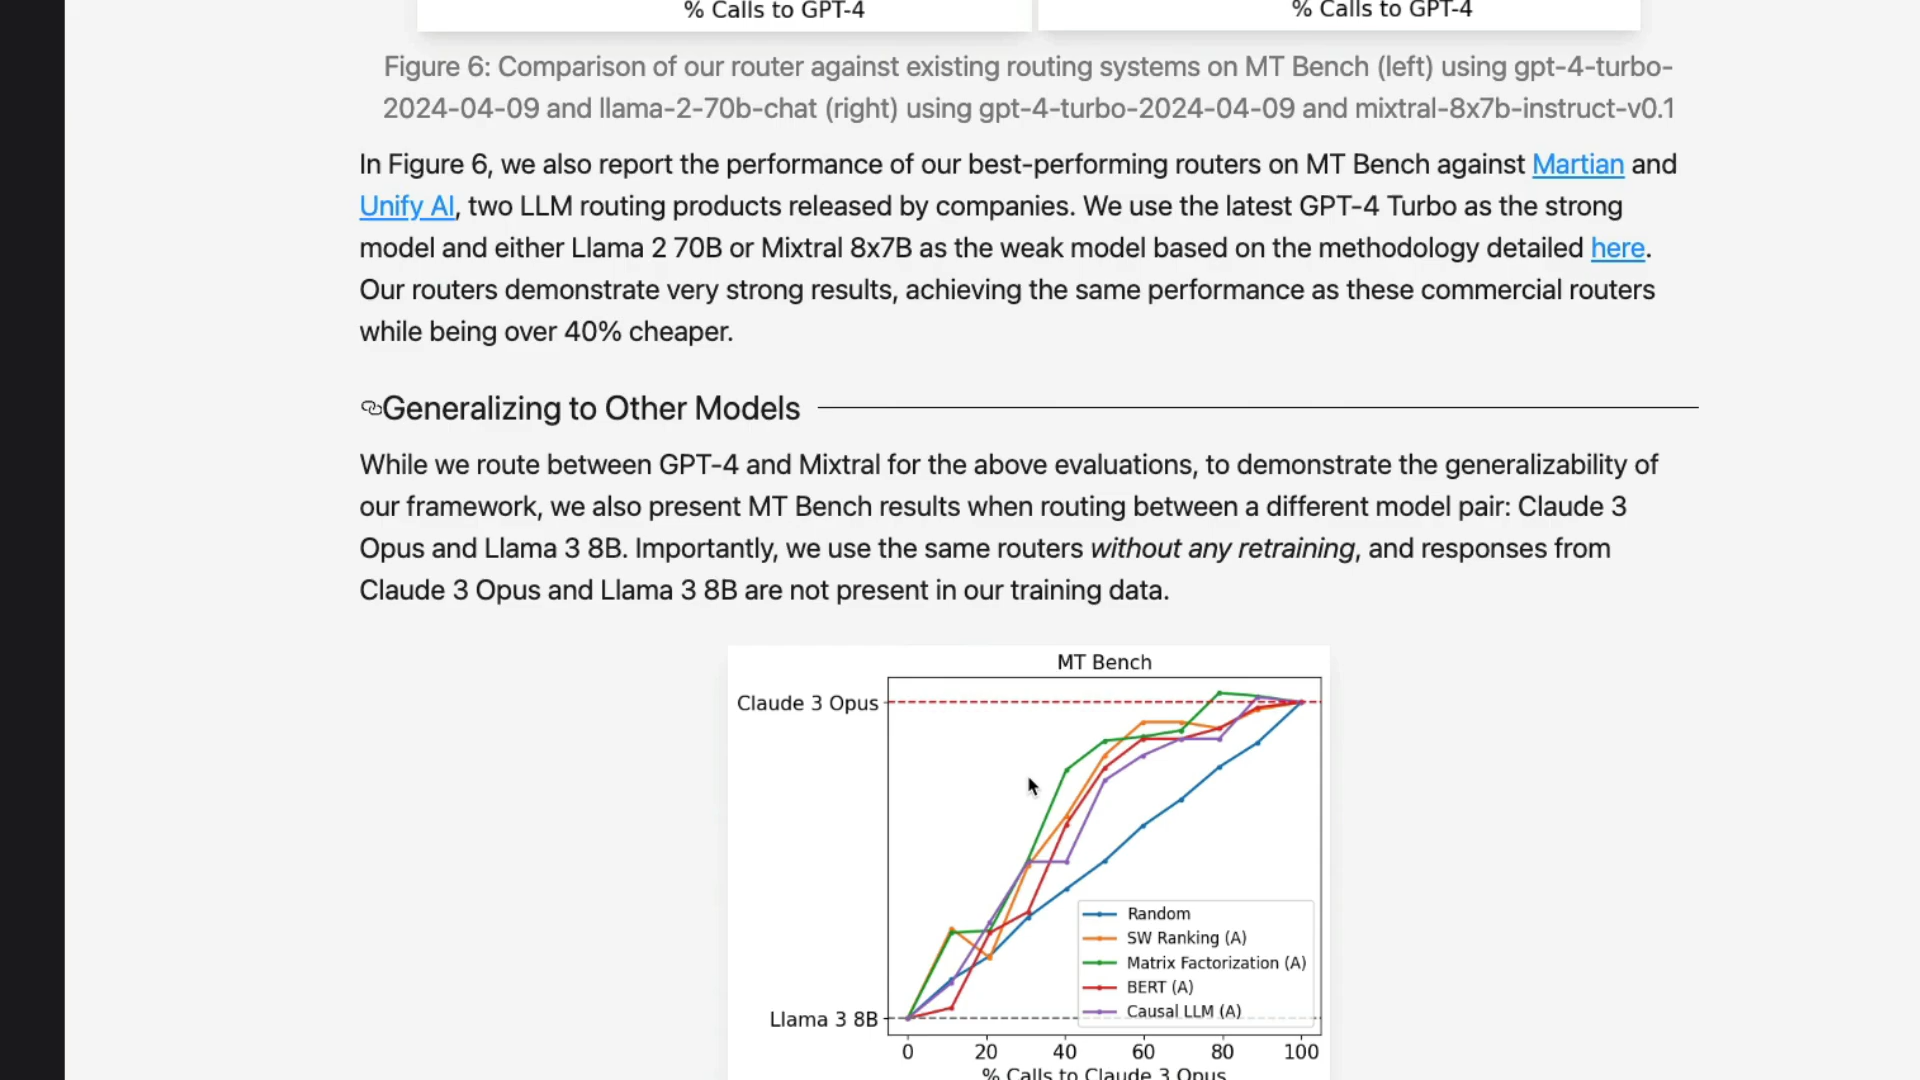 % Calls to GPT-4
% Calls to GPT-4
Figure 6: Comparison of our router against existing routing systems on MT Bench (left) using gpt-4-turbo-
2024-04-09 and llama-2-70b-chat (right) using gpt-4-turbo-2024-04-09 and mixtral-8x7b-instruct-v0.1
In Figure 6, we also report the performance of our best-performing routers on MT Bench against Martian and
Unify AI, two LLM routing products released by companies. We use the latest GPT-4 Turbo as the strong
model and either Llama 2 70B or Mixtral 8x7B as the weak model based on the methodology detailed here.
Our routers demonstrate very strong results, achieving the same performance as these commercial routers
while being over 40% cheaper.
Generalizing to Other Models
While we route between GPT-4 and Mixtral for the above evaluations, to demonstrate the generalizability of
our framework, we also present MT Bench results when routing between a different model pair: Claude 3
Opus and Llama 3 8B. Importantly, we use the same routers without any retraining, and responses from
Claude 3 Opus and Llama 3 8B are not present in our training data.
MT Bench
Claude 3 Opus
Random
SW Ranking (A)
Matrix Factorization (A)
BERT (A)
Causal LLM (A)
Llama 3 8B
0 20 40 60 80 100
% Calls to Claude 3 Opus